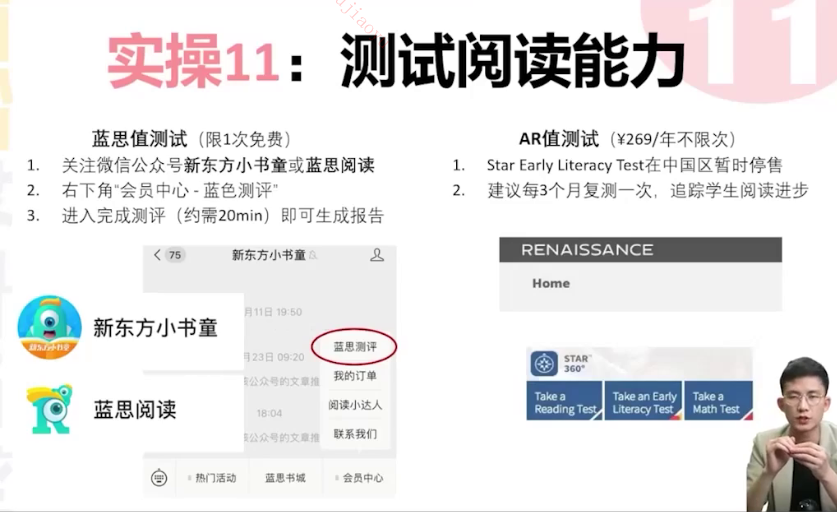 实操11：测试阅读能力
11
蓝思值测试（限1次免费）
1. 关注微信公众号新东方小书童或蓝思阅读
2. 右下角“会员中心 - 蓝色测评”
3. 进入完成测评（约需20min）即可生成报告
AR值测试（¥269/年不限次）
1. Star Early Literacy Test在中国区暂时停售
2. 建议每3个月复测一次，追踪学生阅读进步
75
新东方小书童
月11日 19:50
新东方小书童
新东方小书童
蓝思测评
月23日 09:20
我的订单
公众号的文章推
蓝思阅读
阅读小达人
18:04
联系我们
公众号的文章推
热门活动
蓝思书城
会员中心
RENAISSANCE
Home
STAR™
360°
Take a
Reading Test
Take an Early
Literacy Test
Take a
Math Test